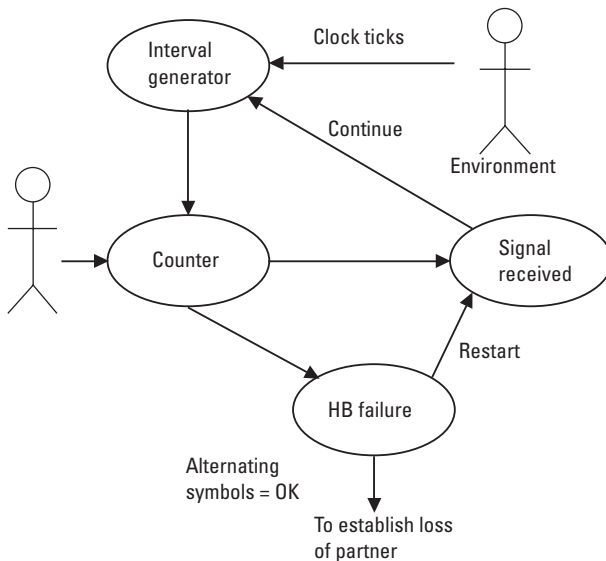 Interval
generator
Clock ticks
Continue
Environment
Counter
Signal
received
Restart
HB failure
Alternating
symbols = OK
To establish loss
of partner